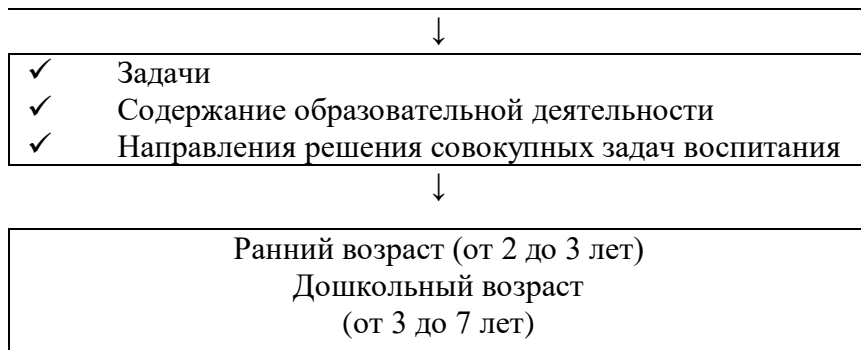 ↓
✓ Задачи
✓ Содержание образовательной деятельности
✓ Направления решения совокупных задач воспитания
↓
Ранний возраст (от 2 до 3 лет)
Дошкольный возраст
(от 3 до 7 лет)